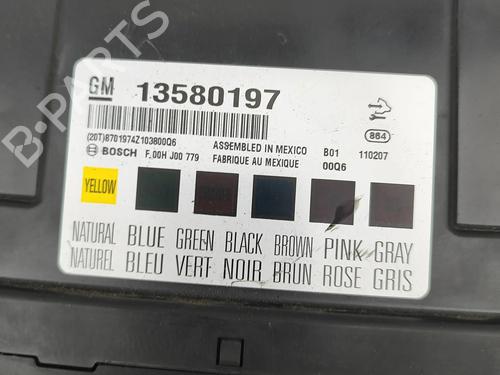 GM 13580197
(20T)8701974Z103800Q6
ASSEMBLED IN MEXICO B01 110207
864
BOSCH F.00H J00 779 FABRIQUE AU MEXIQUE 00Q6
YELLOW
NATURAL BLUE GREEN BLACK BROWN PINK GRAY
NATUREL BLEU VERT NOIR BRUN ROSE GRIS
B-PARTS